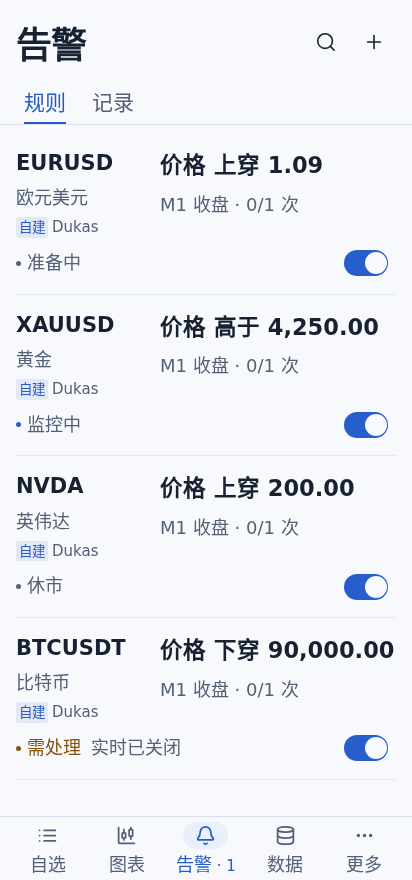 告警
规则 记录
EURUSD 价格 上穿 1.09
欧元美元 M1 收盘 · 0/1 次
自建 Dukas
准备中
XAUUSD 价格 高于 4,250.00
黄金 M1 收盘 · 0/1 次
自建 Dukas
监控中
NVDA 价格 上穿 200.00
英伟达 M1 收盘 · 0/1 次
自建 Dukas
休市
BTCUSDT 价格 下穿 90,000.00
比特币 M1 收盘 · 0/1 次
自建 Dukas
需处理 实时已关闭
自选 图表 告警 · 1 数据 更多